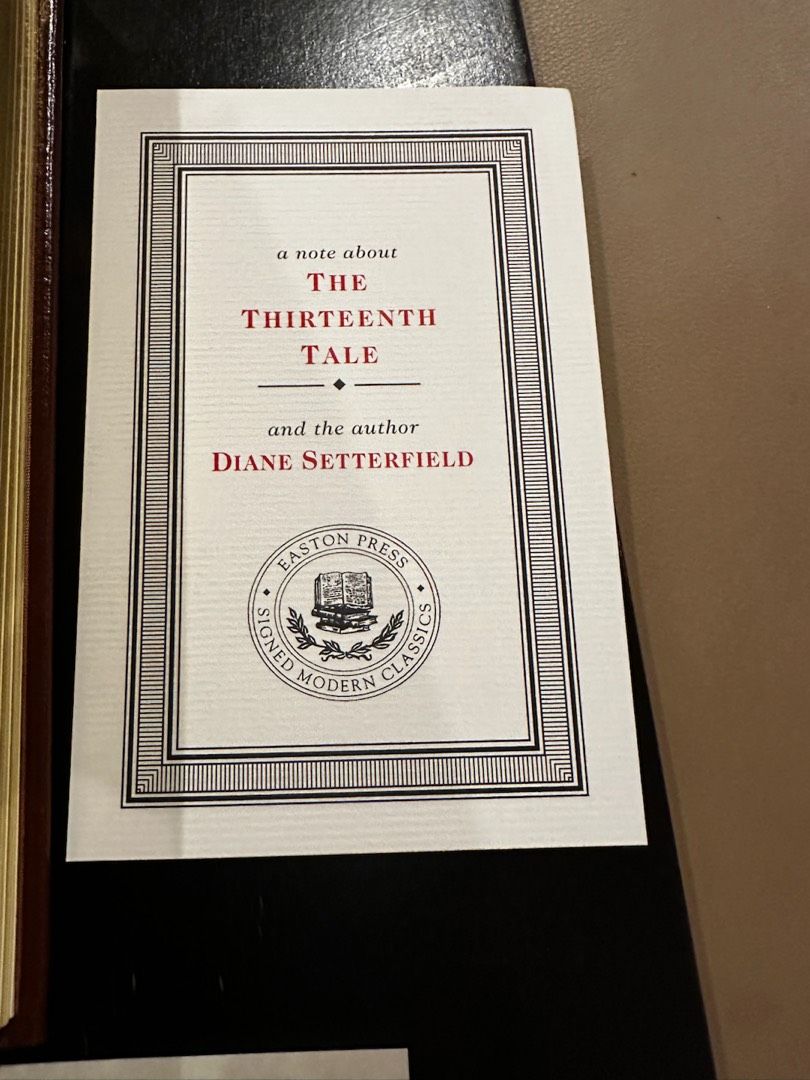 a note about
THE
THIRTEENTH
TALE
and the author
DIANE SETTERFIELD
EASTON PRESS
SIGNED MODERN CLASSICS